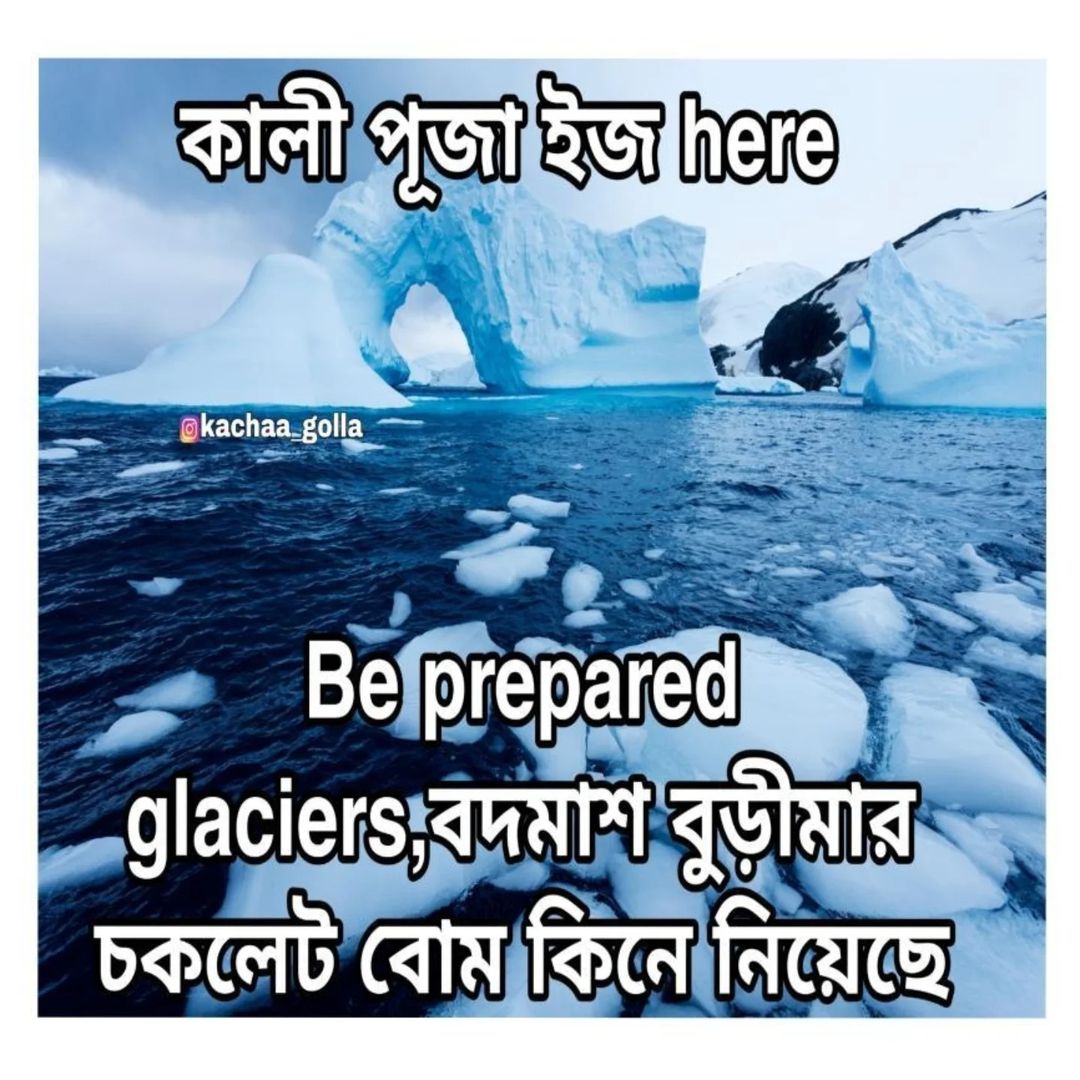 কালী পূজা ইজ here
kachaa_golla
Be prepared
glaciers,বদমাশ বুড়ীমার
চকলেট বোম কিনে নিয়েছে